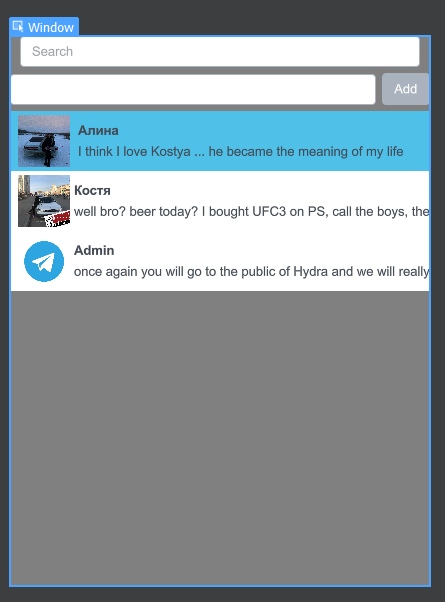 Window
Search
Add
Алина
I think I love Kostya ... he became the meaning of my life
Костя
well bro? beer today? I bought UFC3 on PS, call the boys, the
Admin
once again you will go to the public of Hydra and we will really